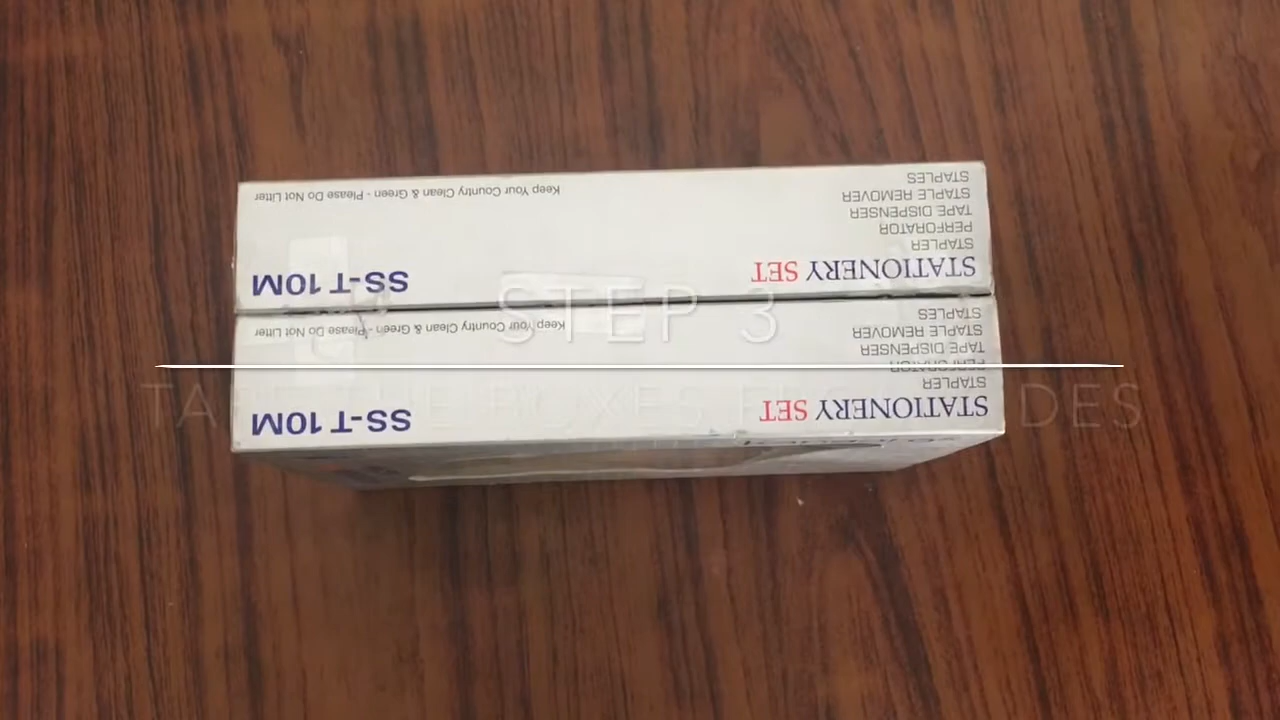 STEP 3
STATIONERY SET
STAPLER
PERFORATOR
TAPE DISPENSER
STAPLE REMOVER
STAPLES
SS-T 10M
Keep Your Country Clean & Green - Please Do Not Litter
STATIONERY SET
STAPLER
PERFORATOR
TAPE DISPENSER
STAPLE REMOVER
STAPLES
SS-T 10M
Keep Your Country Clean & Green - Please Do Not Litter